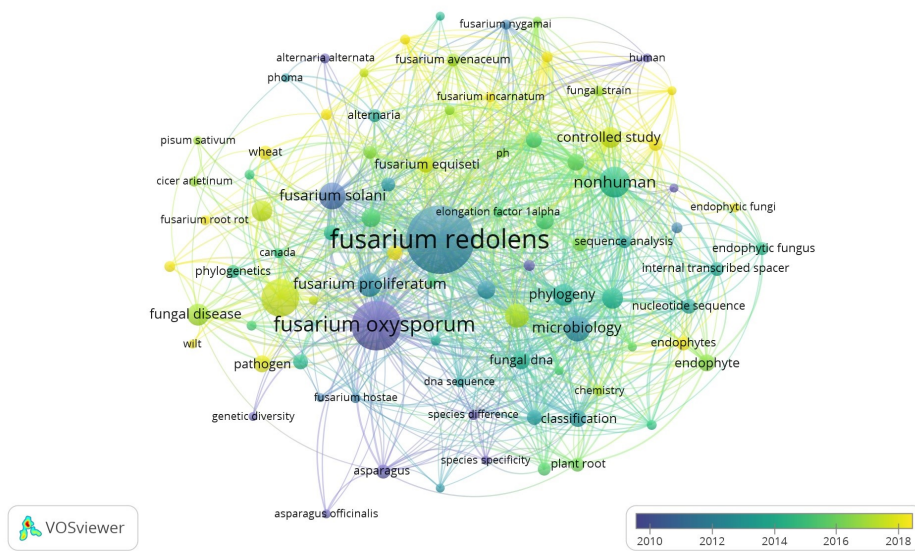 fusarium nygamai
alternaria alternata
fusarium avenaceum
human
phoma
fusarium incarnatum
fungal strain
alternaria
controlled study
pisum sativum
wheat
ph
fusarium equiseti
cicer arietinum
fusarium solani
nonhuman
fusarium root rot
elongation factor 1alpha
endophytic fungi
fusarium redolens
sequence analysis
endophytic fungus
canada
phylogenetics
internal transcribed spacer
fusarium proliferatum
phylogeny
nucleotide sequence
fungal disease
fusarium oxysporum
microbiology
wilt
endophytes
pathogen
fungal dna
endophyte
dna sequence
chemistry
fusarium hostae
genetic diversity
species difference
classification
species specificity
plant root
asparagus
asparagus officinalis
VOSviewer
2010 2012 2014 2016 2018